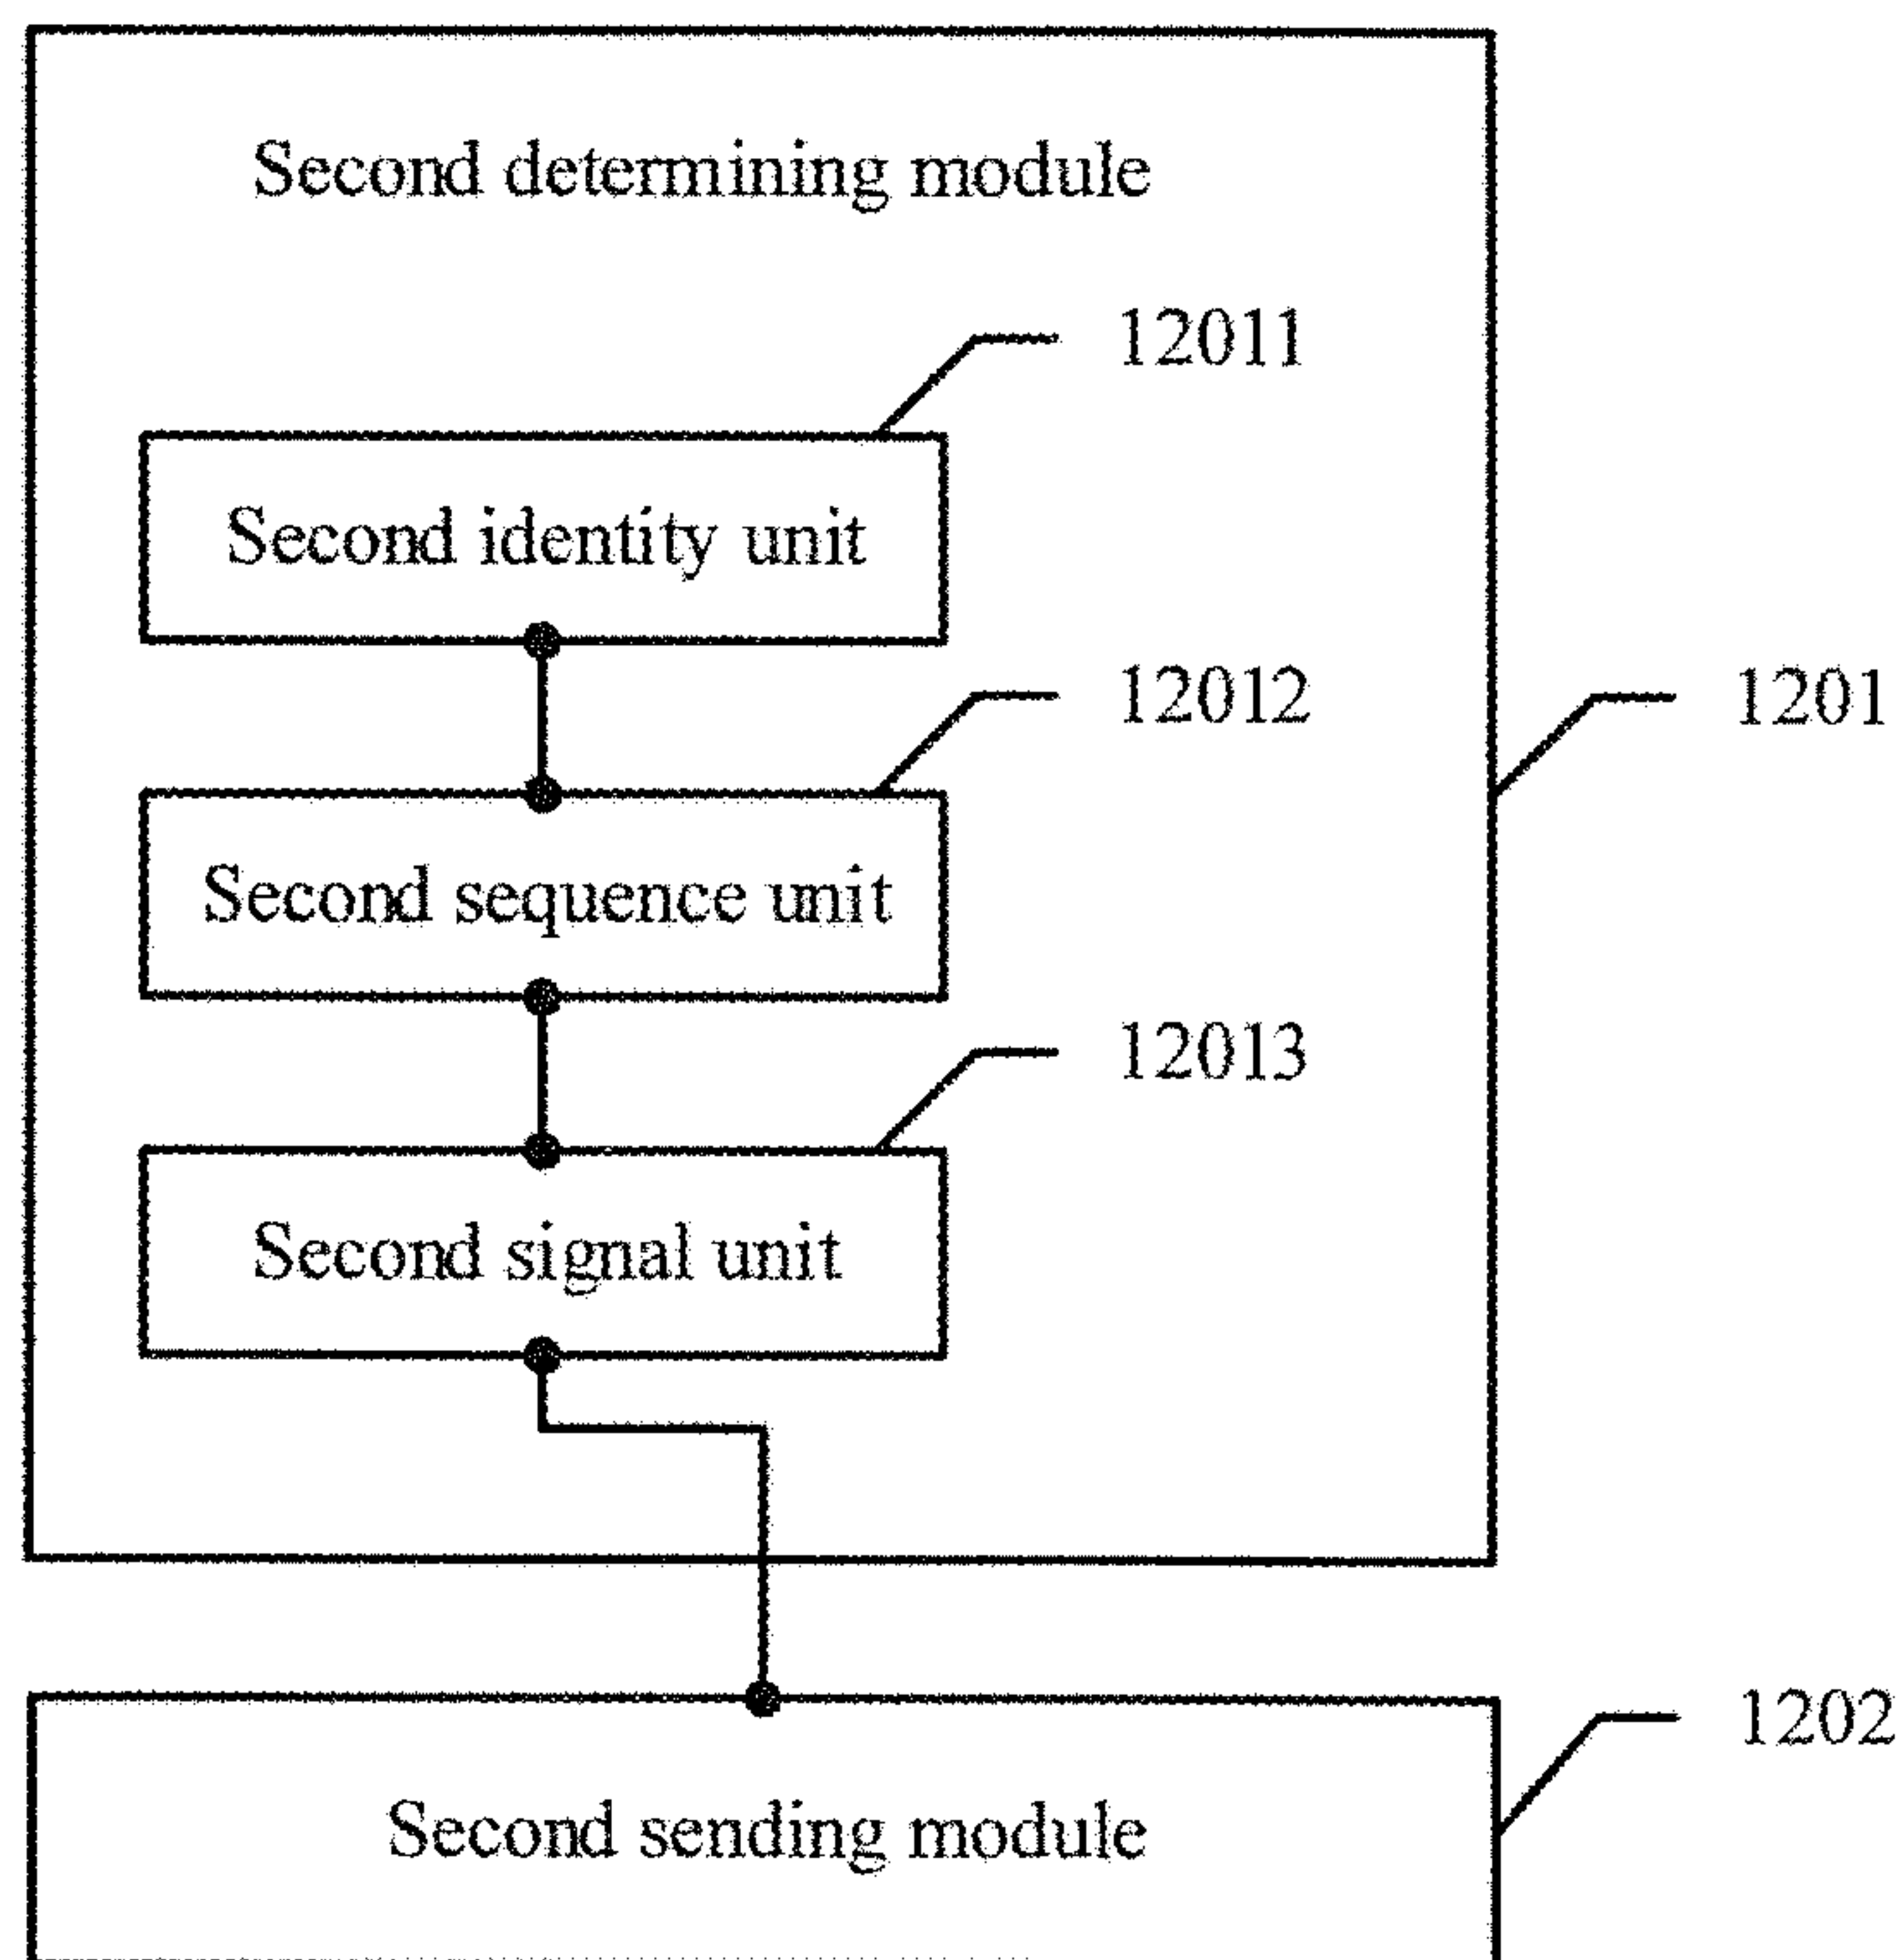 Second determining module
12011
Second identity unit
12012
1201
Second sequence unit
12013
Second signal unit
1202
Second sending module